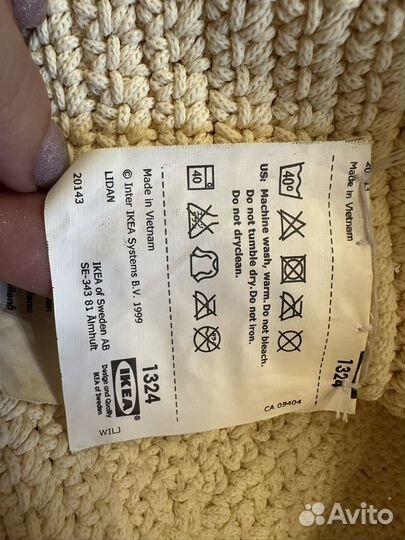 40
40°
US: Machine wash, warm. Do not bleach.
Do not tumble dry. Do not iron.
Do not dryclean.
Made in Vietnam
© Inter IKEA Systems B.V. 1999
LIDAN
20143
IKEA of Sweden AB
SE-343 81 Älmhult
1324
IKEA
Design and Quality
IKEA of Sweden
WILJ
CA 09404
Made in Vietnam
1324
Avito